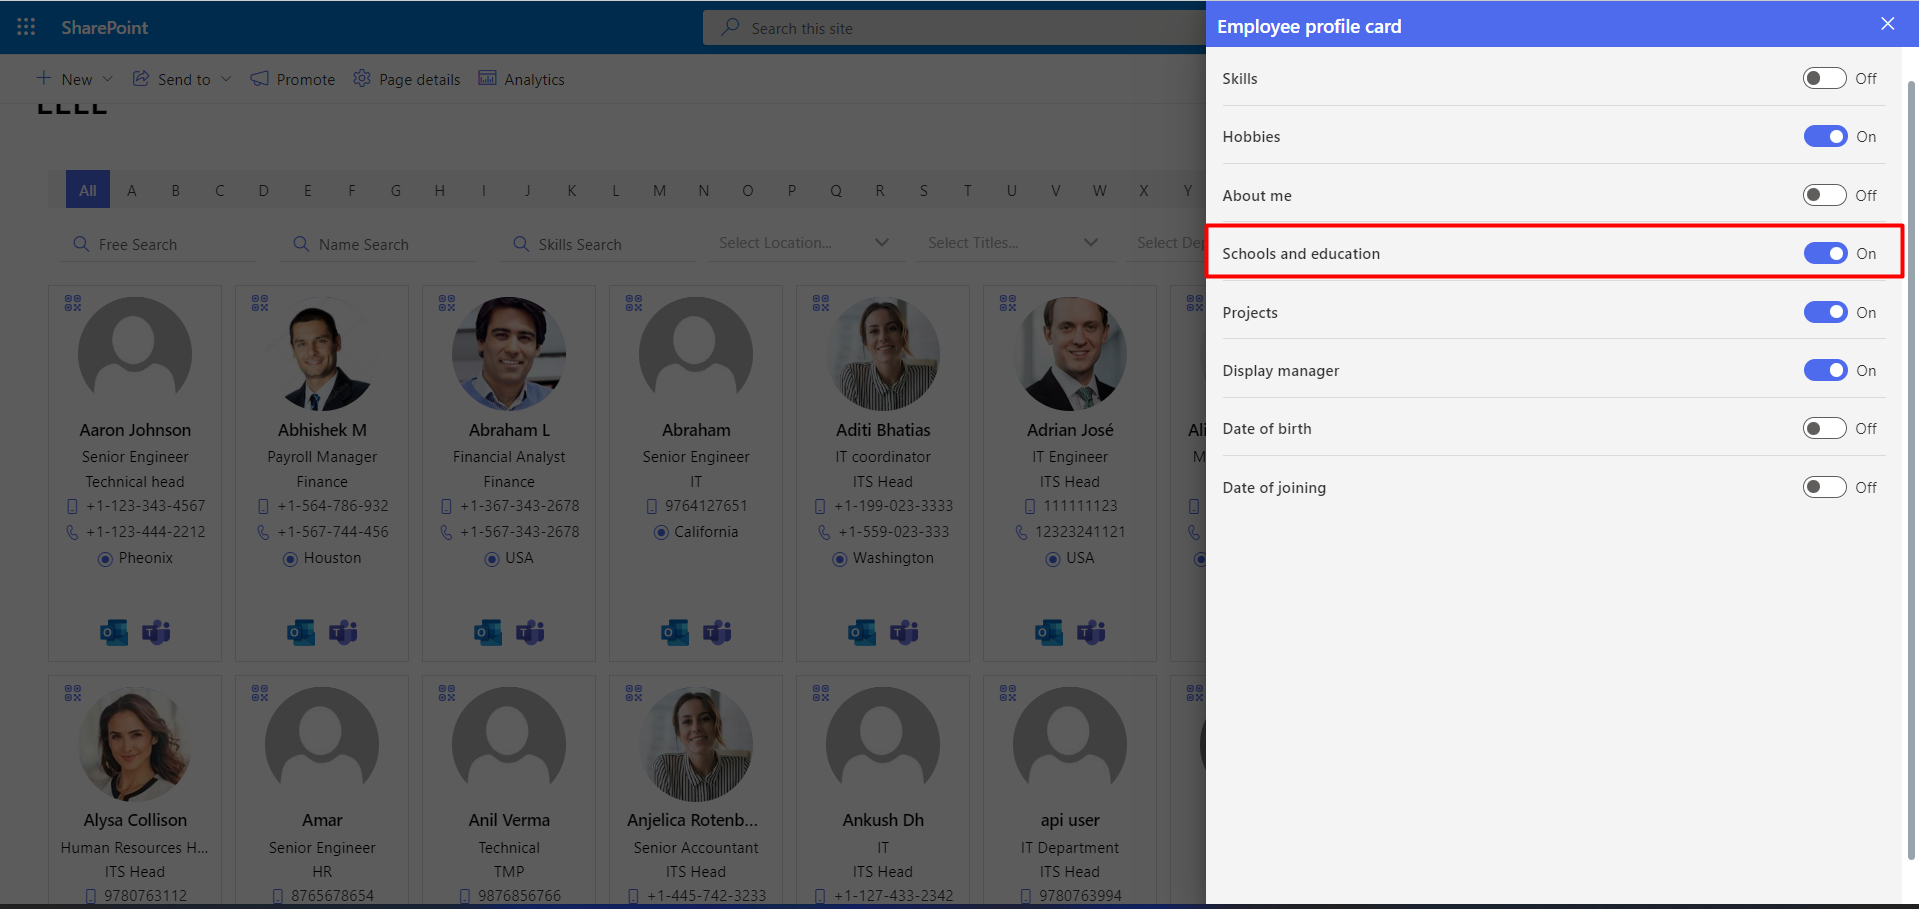 SharePoint
Search this site
New
Send to
Promote
Page details
Analytics
All A B C D E F G H I J K L M N O P Q R S T U V W X Y
Free Search
Name Search
Skills Search
Select Location...
Select Titles...
Select De
Aaron Johnson
Senior Engineer
Technical head
+1-123-343-4567
+1-123-444-2212
Pheonix
Abhishek M
Payroll Manager
Finance
+1-564-786-932
+1-567-744-456
Houston
Abraham L
Financial Analyst
Finance
+1-367-343-2678
+1-567-343-2678
USA
Abraham
Senior Engineer
IT
9764127651
California
Aditi Bhatias
IT coordinator
ITS Head
+1-199-023-3333
+1-559-023-333
Washington
Adrian José
IT Engineer
ITS Head
111111123
12323241121
USA
Ali
M
Alysa Collison
Human Resources H...
ITS Head
9780763112
Amar
Senior Engineer
HR
8765678654
Anil Verma
Technical
TMP
9876856766
Anjelica Rotenb...
Senior Accountant
ITS Head
+1-445-742-3233
Ankush Dh
IT
ITS Head
+1-127-433-2342
api user
IT Department
ITS Head
9780763994
Employee profile card
Skills Off
Hobbies On
About me Off
Schools and education On
Projects On
Display manager On
Date of birth Off
Date of joining Off